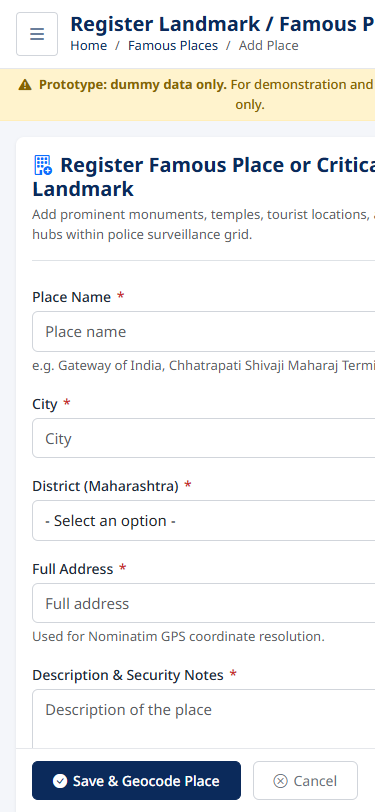 Register Landmark / Famous P
Home / Famous Places / Add Place
Prototype: dummy data only. For demonstration and
only.
Register Famous Place or Critica
Landmark
Add prominent monuments, temples, tourist locations,
hubs within police surveillance grid.
Place Name *
Place name
e.g. Gateway of India, Chhatrapati Shivaji Maharaj Termi
City *
City
District (Maharashtra) *
- Select an option -
Full Address *
Full address
Used for Nominatim GPS coordinate resolution.
Description & Security Notes *
Description of the place
Save & Geocode Place
Cancel